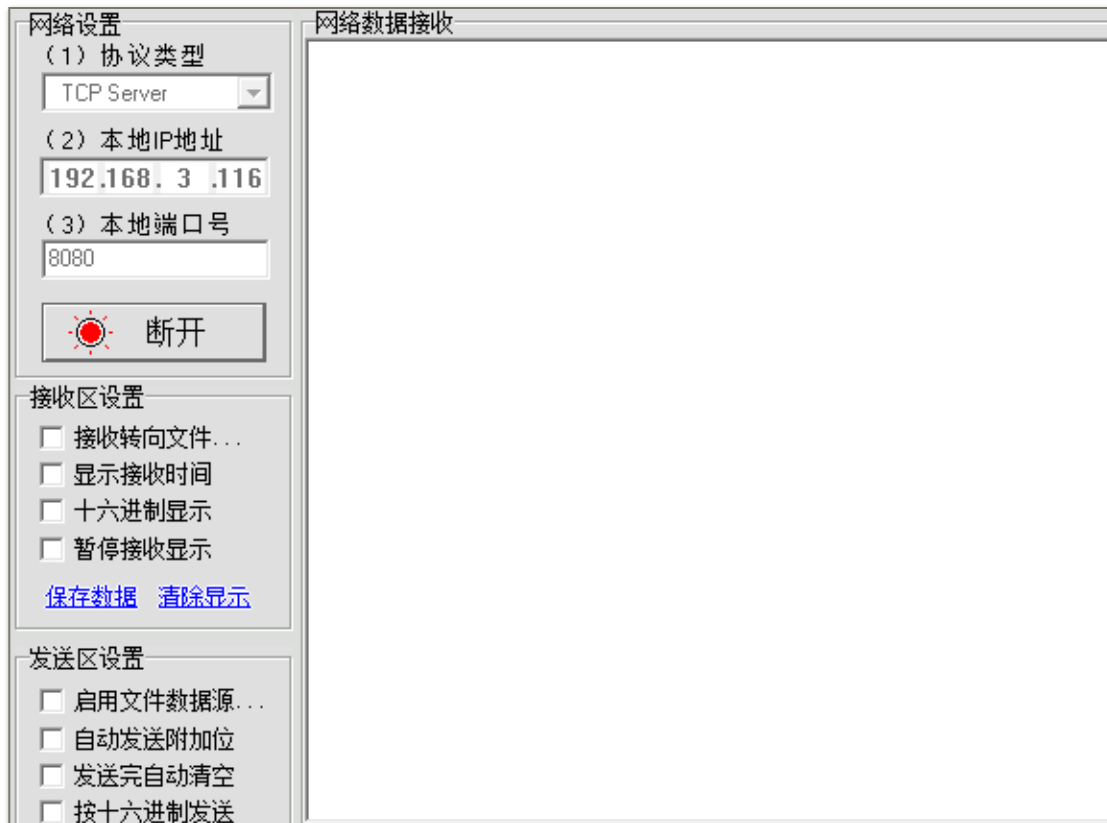 网络设置
（1）协议类型
TCP Server
（2）本地IP地址
192.168. 3 .116
（3）本地端口号
8080
断开
接收区设置
接收转向文件...
显示接收时间
十六进制显示
暂停接收显示
保存数据 清除显示
发送区设置
启用文件数据源...
自动发送附加位
发送完自动清空
按十六进制发送
网络数据接收